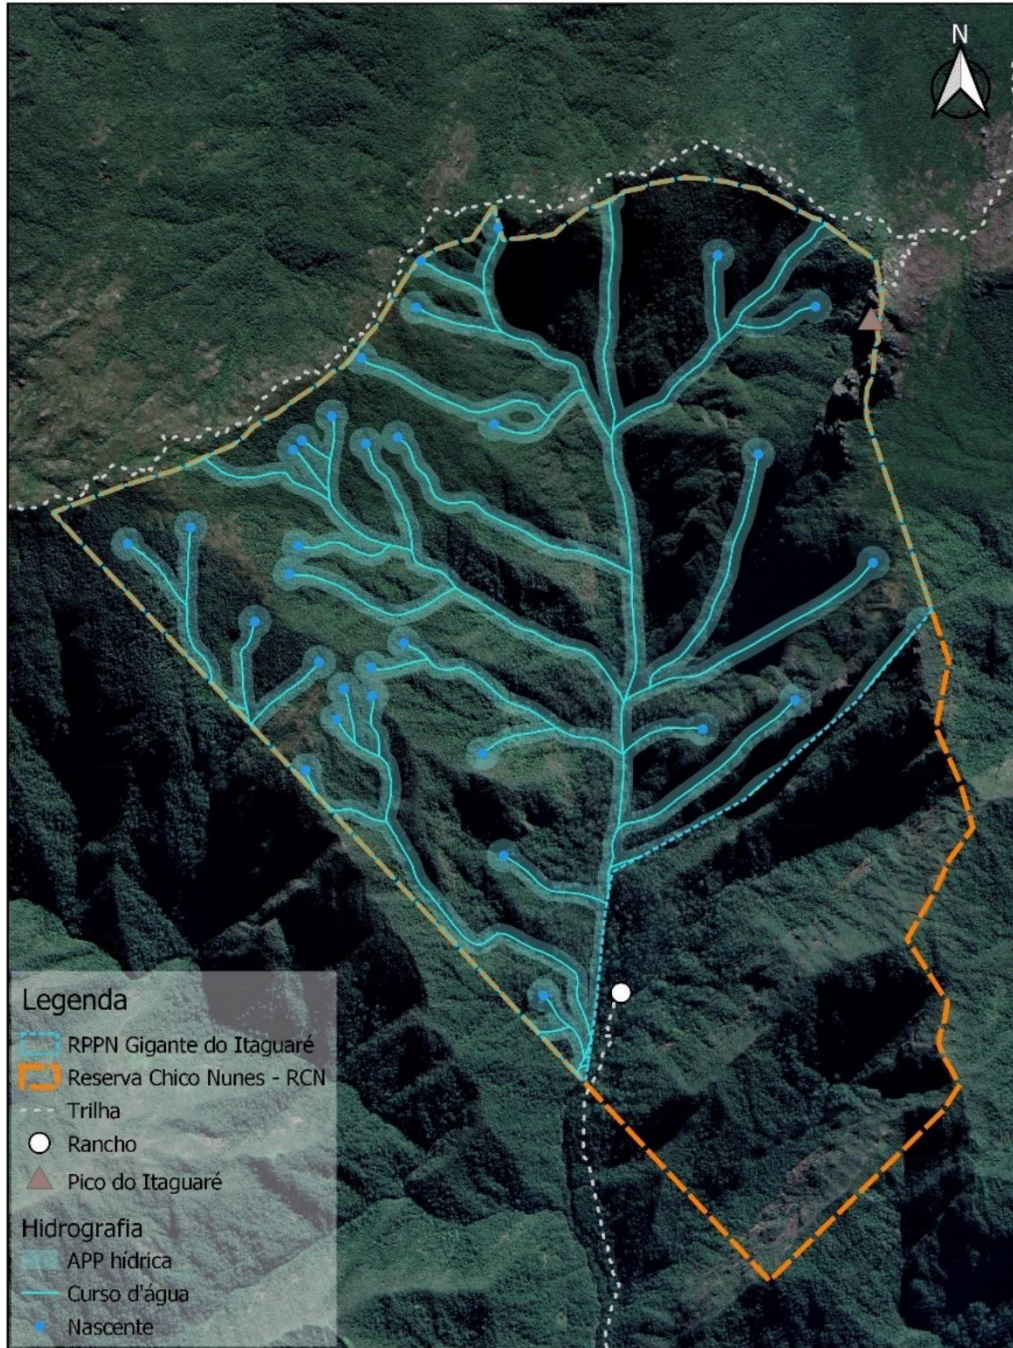 N
Legenda
RPPN Gigante do Itaguaré
Reserva Chico Nunes - RCN
Trilha
Rancho
Pico do Itaguaré
Hidrografia
APP hídrica
Curso d'água
Nascente